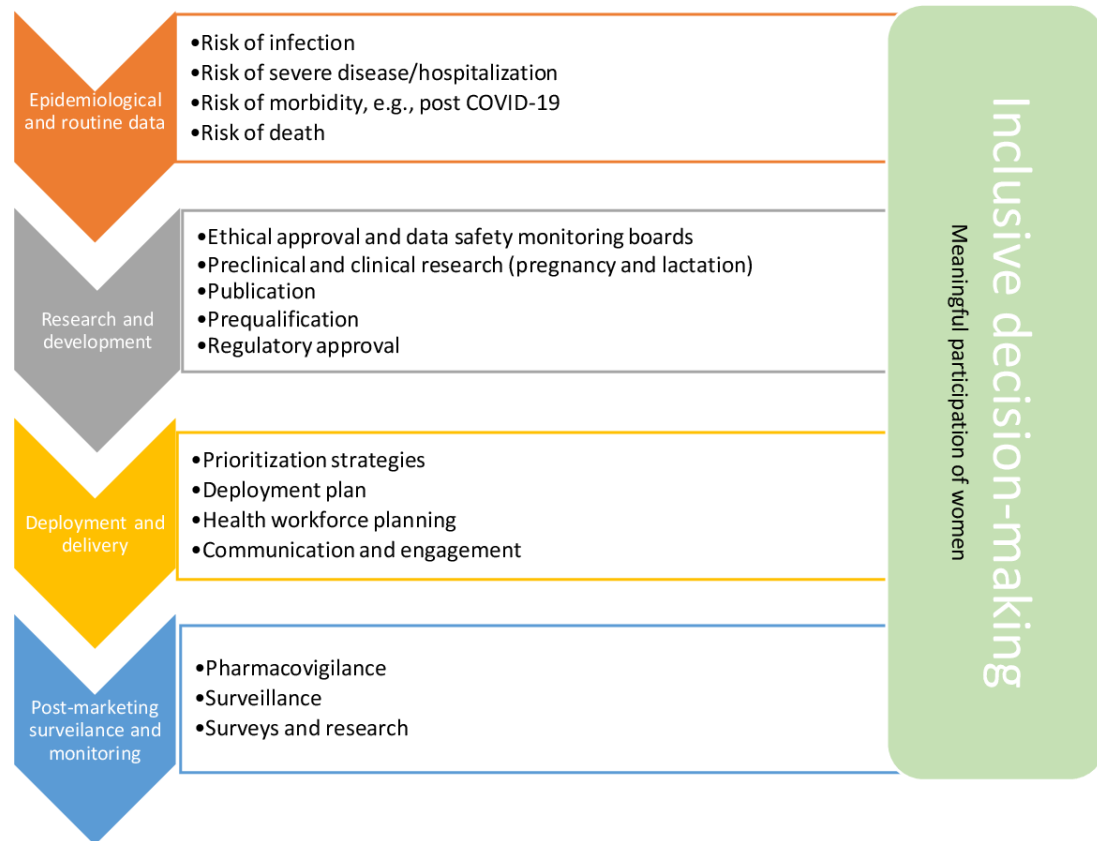 Epidemiological
and routine data
•Risk of infection
•Risk of severe disease/hospitalization
•Risk of morbidity, e.g., post COVID-19
•Risk of death
Research and
development
•Ethical approval and data safety monitoring boards
•Preclinical and clinical research (pregnancy and lactation)
•Publication
•Prequalification
•Regulatory approval
Deployment and
delivery
•Prioritization strategies
•Deployment plan
•Health workforce planning
•Communication and engagement
Post-marketing
surveilance and
monitoring
•Pharmacovigilance
•Surveillance
•Surveys and research
Inclusive decision-making
Meaningful participation of women